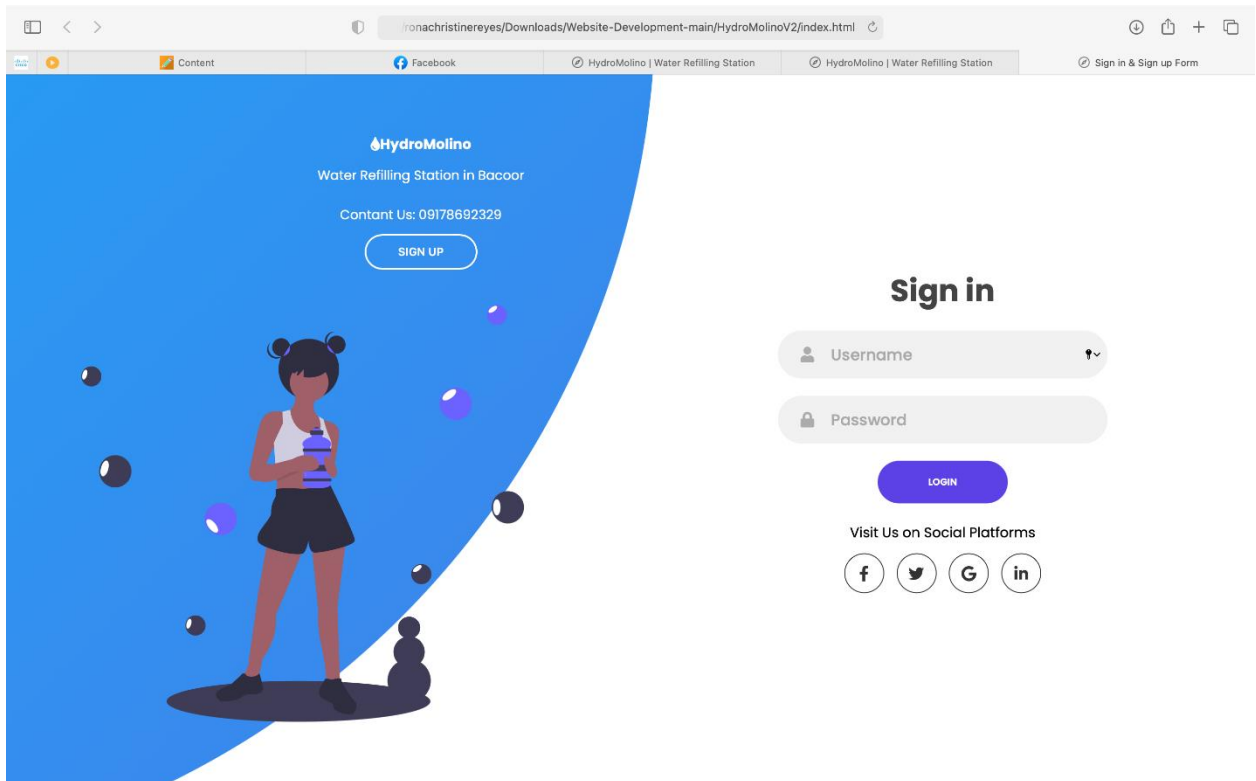 ronachristinereyes/Downloads/Website-Development-main/HydroMolinoV2/index.html
Content
Facebook
HydroMolino | Water Refilling Station
HydroMolino | Water Refilling Station
Sign in & Sign up Form
HydroMolino
Water Refilling Station in Bacoor
Contant Us: 09178692329
SIGN UP
Sign in
Username
Password
LOGIN
Visit Us on Social Platforms
f
G
in